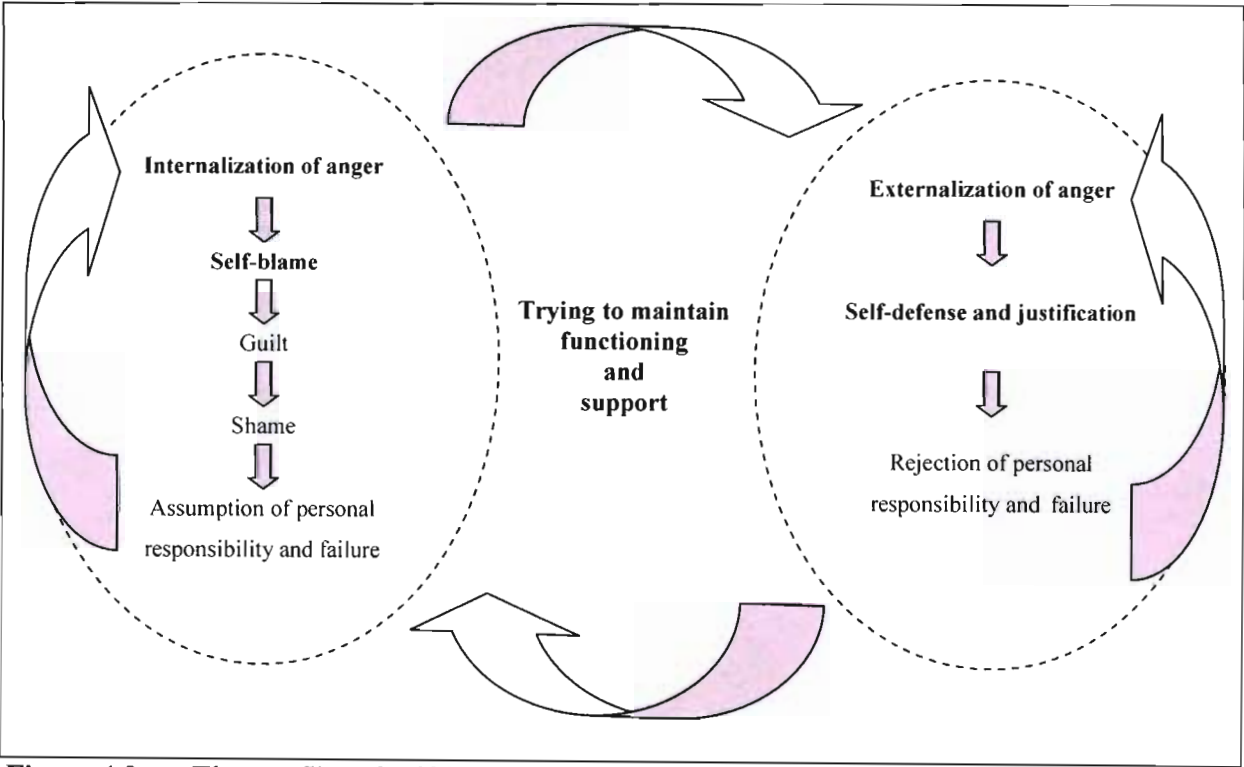 Internalization of anger
Self-blame
Guilt
Shame
Assumption of personal
responsibility and failure
Trying to maintain
functioning
and
support
Externalization of anger
Self-defense and justification
Rejection of personal
responsibility and failure